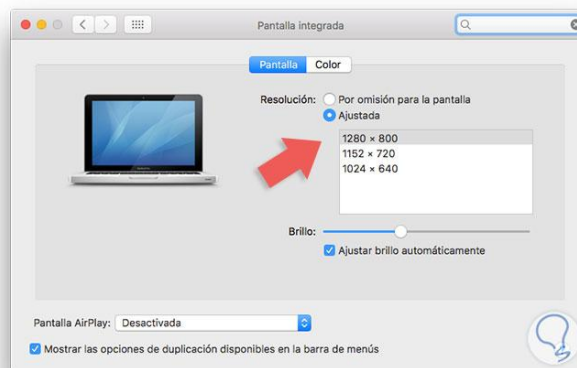 Pantalla integrada
Pantalla Color
Resolución: Por omisión para la pantalla
Ajustada
1280 × 800
1152 × 720
1024 × 640
Brillo:
Ajustar brillo automáticamente
Pantalla AirPlay: Desactivada
Mostrar las opciones de duplicación disponibles en la barra de menús